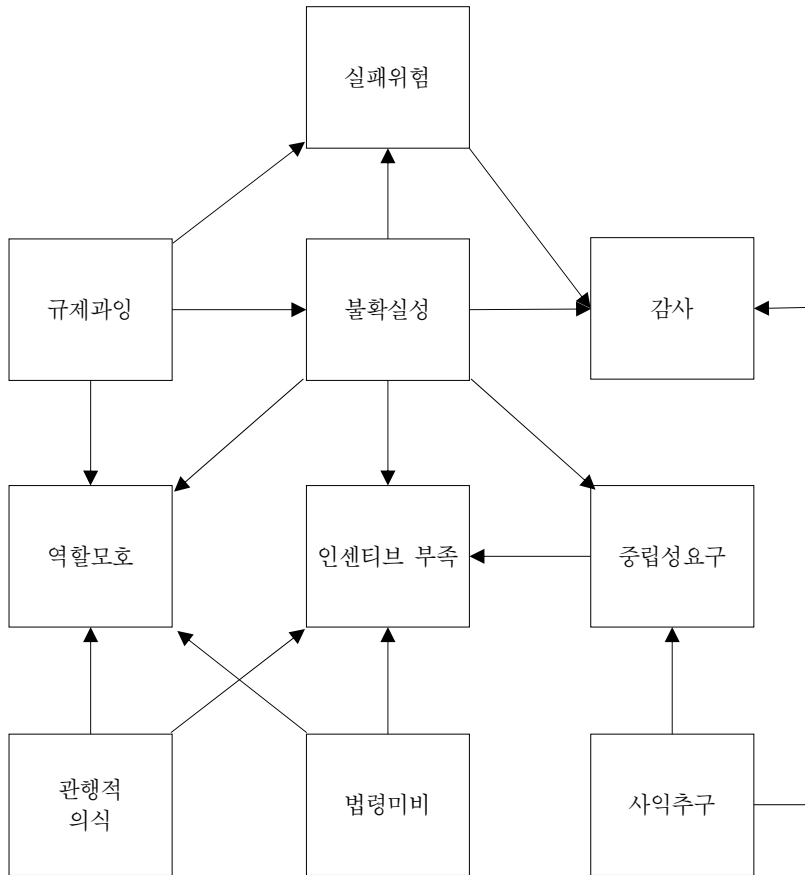 실패위험
규제과잉
불확실성
감사
역할모호
인센티브 부족
중립성요구
관행적
의식
법령미비
사익추구